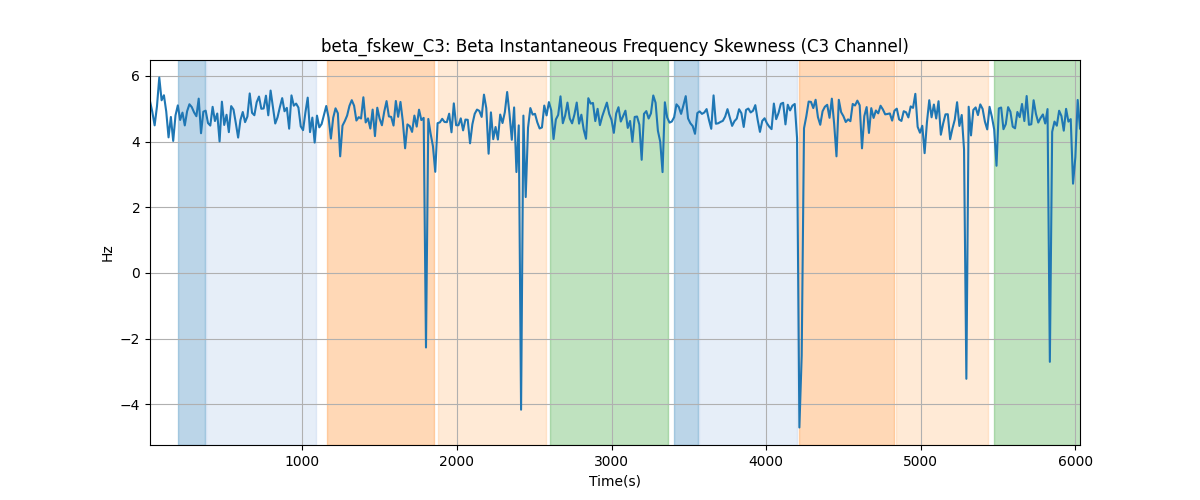 beta_fskew_C3: Beta Instantaneous Frequency Skewness (C3 Channel)
6
4
2
0
−2
−4
Hz
1000 2000 3000 4000 5000 6000
Time(s)